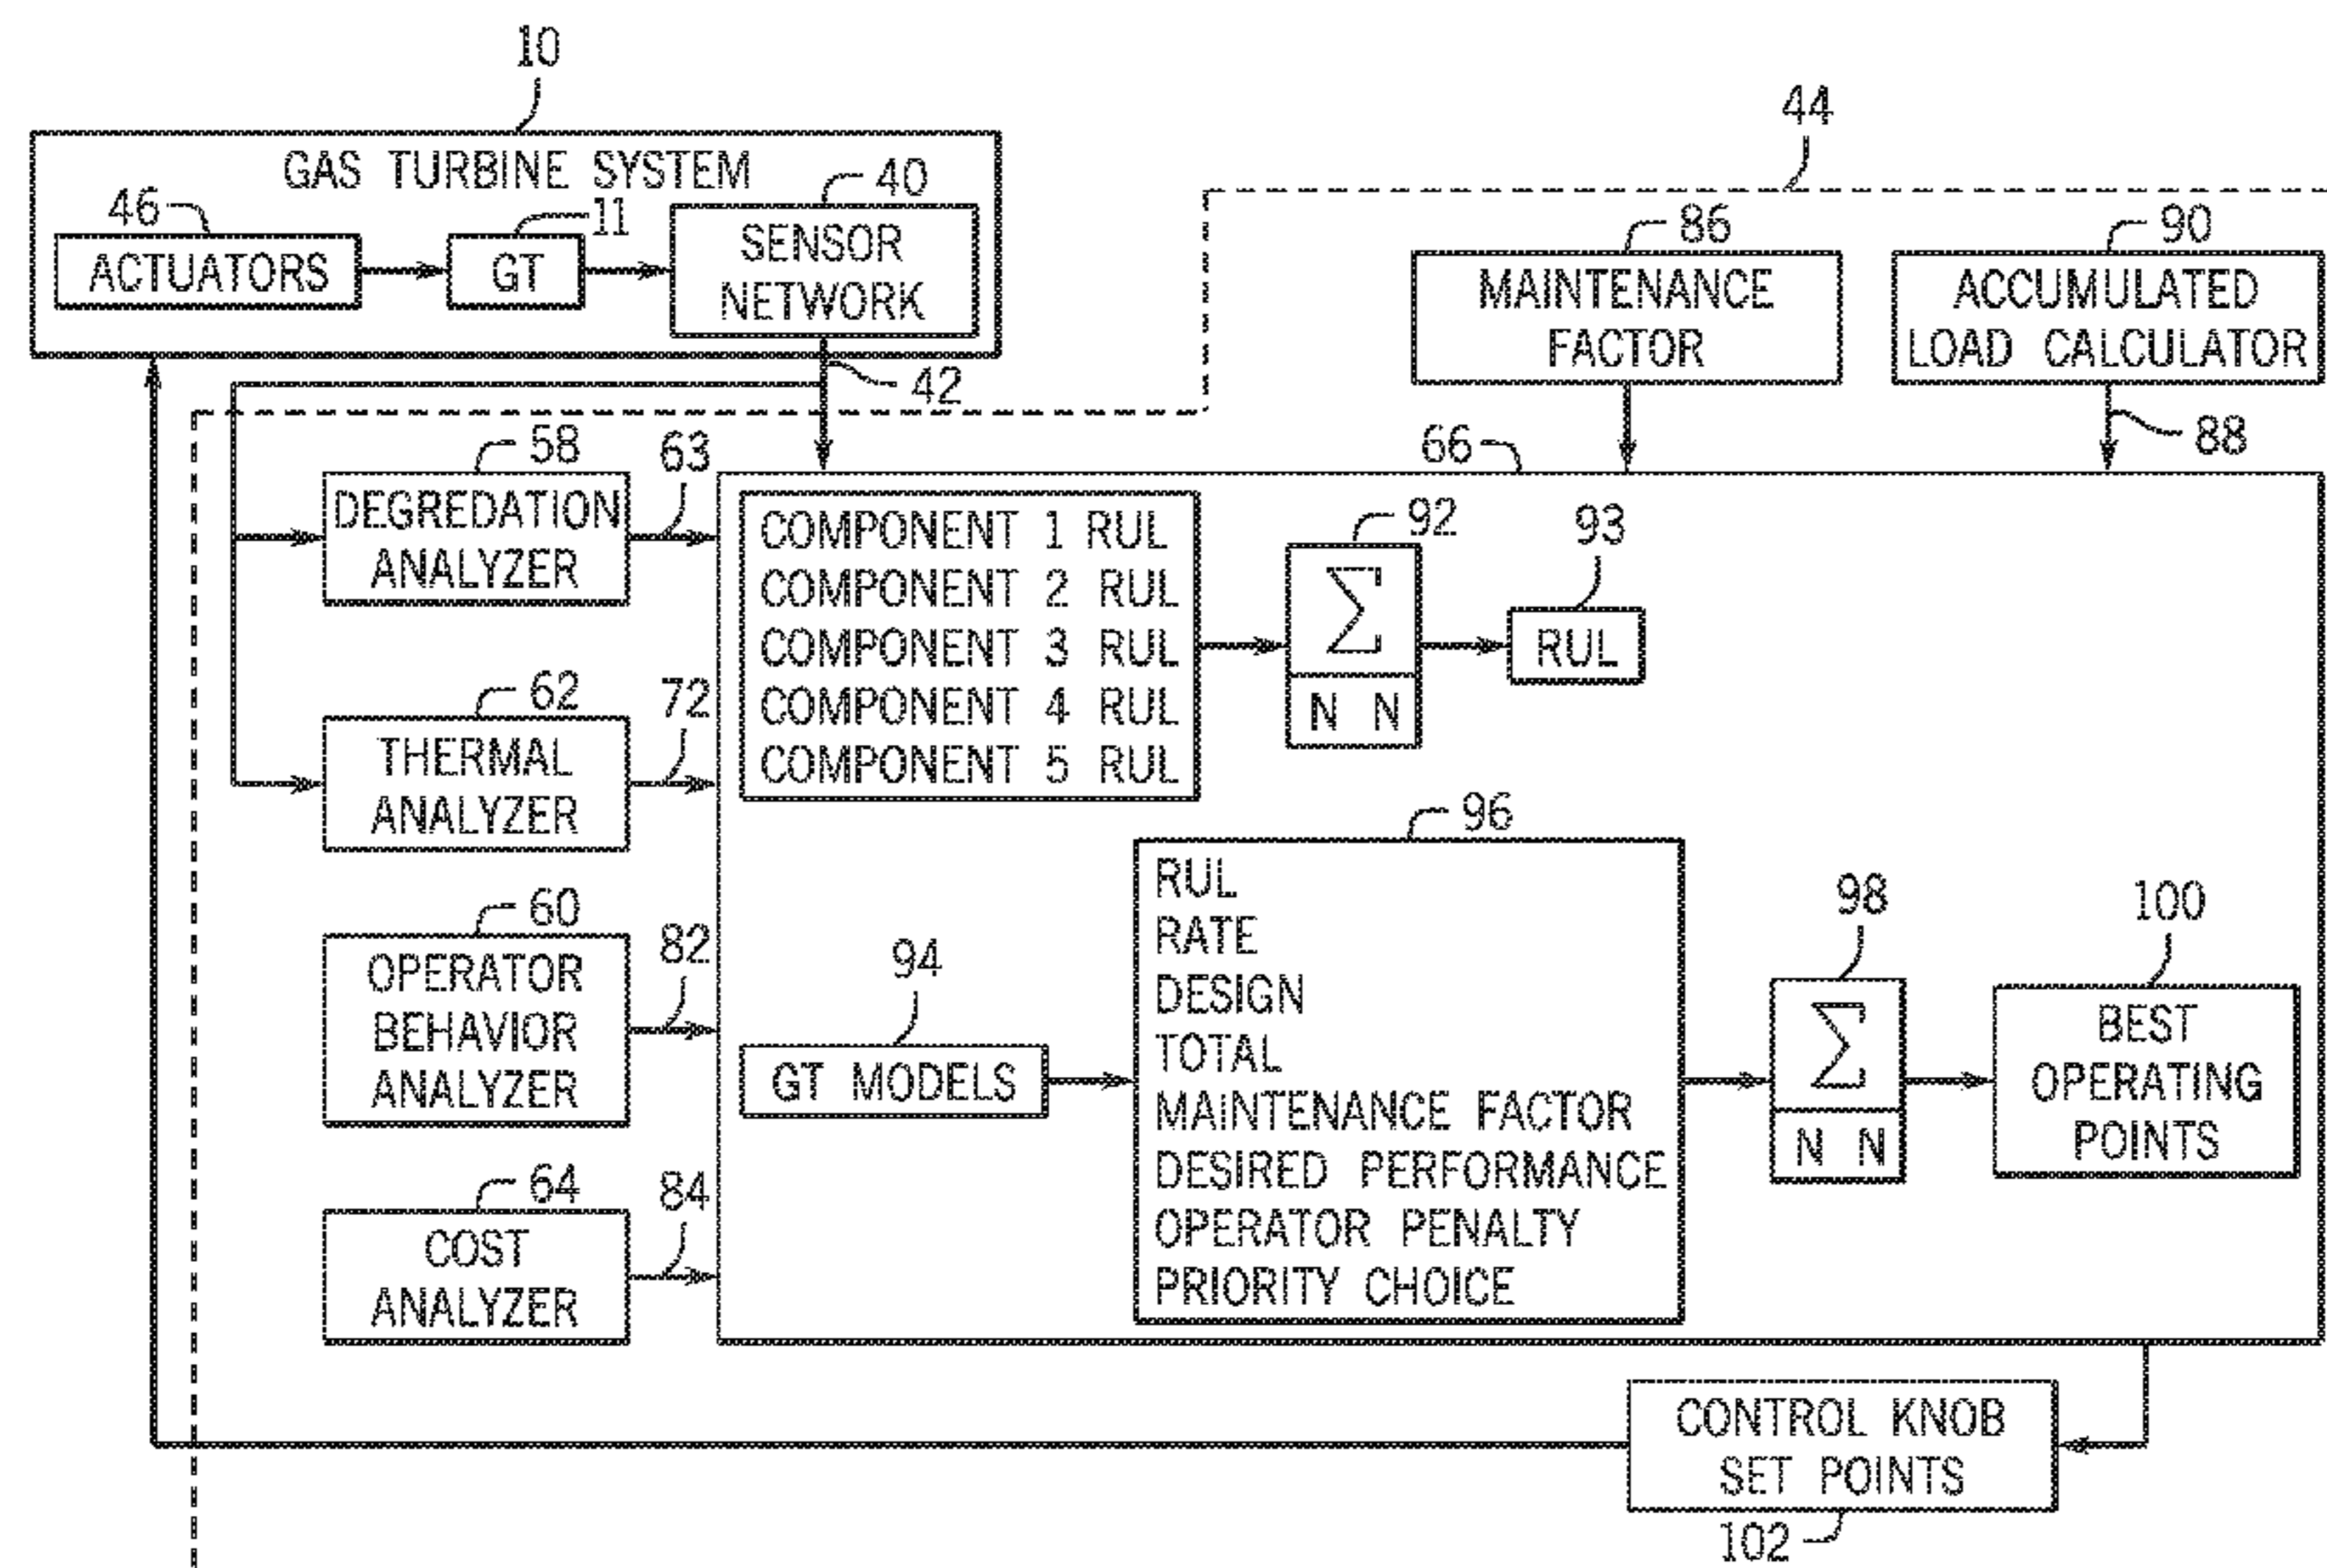 10
GAS TURBINE SYSTEM
46
ACTUATORS
11
GT
40
SENSOR
NETWORK
42
44
86
MAINTENANCE
FACTOR
90
ACCUMULATED
LOAD CALCULATOR
88
58
DEGREDATION
ANALYZER
63
62
THERMAL
ANALYZER
72
60
OPERATOR
BEHAVIOR
ANALYZER
82
64
COST
ANALYZER
84
66
COMPONENT 1 RUL
COMPONENT 2 RUL
COMPONENT 3 RUL
COMPONENT 4 RUL
COMPONENT 5 RUL
92
Σ
N N
93
RUL
94
GT MODELS
96
RUL
RATE
DESIGN
TOTAL
MAINTENANCE FACTOR
DESIRED PERFORMANCE
OPERATOR PENALTY
PRIORITY CHOICE
98
Σ
N N
100
BEST
OPERATING
POINTS
CONTROL KNOB
SET POINTS
102